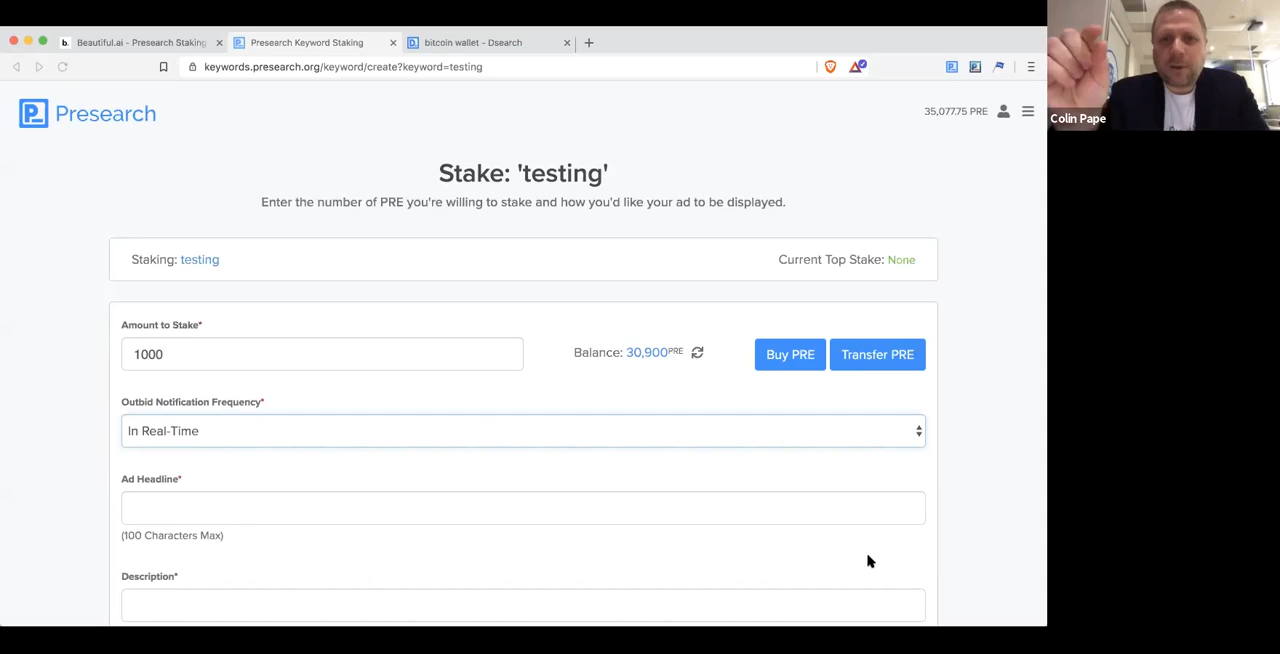 Beautiful.ai - Presearch Staking
Presearch Keyword Staking
bitcoin wallet - Dsearch
keywords.presearch.org/keyword/create?keyword=testing
Presearch
35,077.75 PRE
Colin Pape
Stake: 'testing'
Enter the number of PRE you're willing to stake and how you'd like your ad to be displayed.
Staking: testing
Current Top Stake: None
Amount to Stake*
1000
Balance: 30,900 PRE
Buy PRE
Transfer PRE
Outbid Notification Frequency*
In Real-Time
Ad Headline*
(100 Characters Max)
Description*